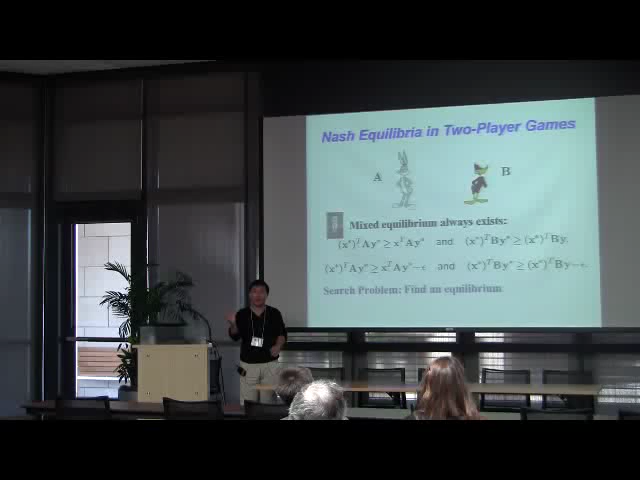 Nash Equilibria in Two-Player Games
A
B
Mixed equilibrium always exists:
(x*)ᵀAy* ≥ xᵀAy* and (x*)ᵀBy* ≥ (x*)ᵀBy.
(x*)ᵀAy* ≥ xᵀAy* − ϵ and (x*)ᵀBy* ≥ (x*)ᵀBy − ϵ.
Search Problem: Find an equilibrium